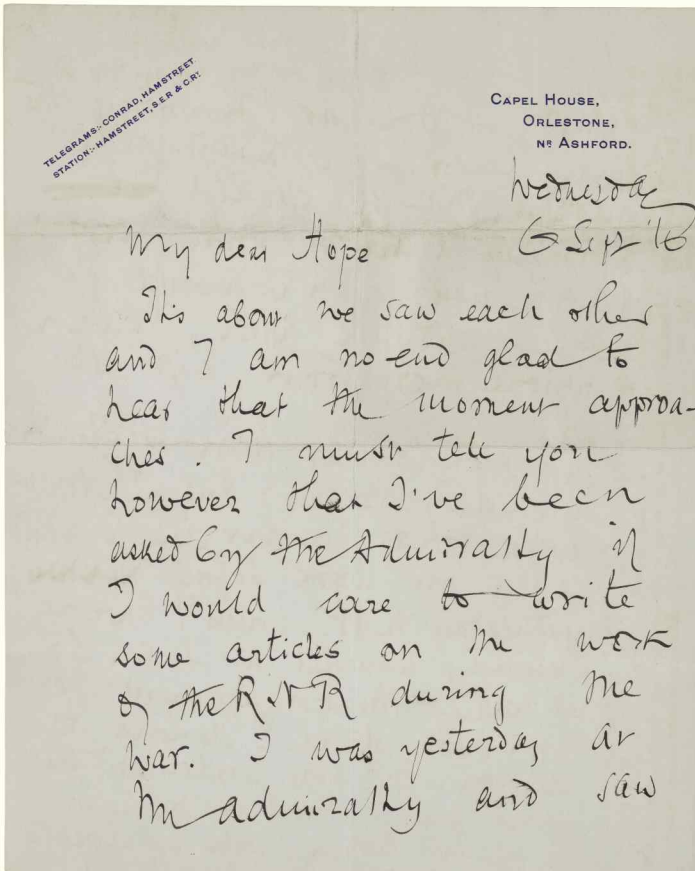 TELEGRAMS:- CONRAD, HAMSTREET
STATION:- HAMSTREET, S.E.R. & C.RY.
CAPEL HOUSE,
ORLESTONE,
NR ASHFORD.
Wednesday
6 Sept '16
My dear Hope
It is about we saw each other
and I am no end glad to
hear that the moment approa-
ches. I must tell you
however that I've been
asked by the Admiralty if
I would care to write
some articles on the work
of the RNR during the
war. I was yesterday at
the admiralty and saw